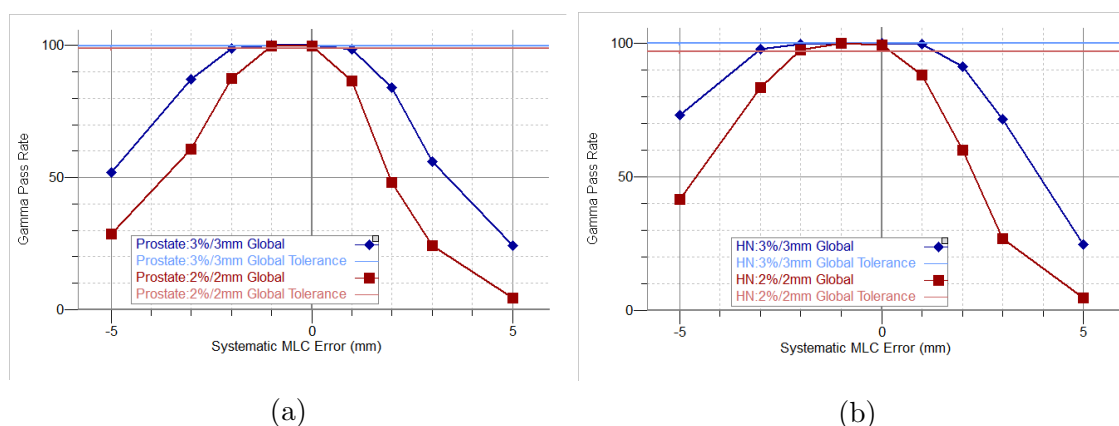 100
50
0
Gamma Pass Rate
Prostate:3%/3mm Global
Prostate:3%/3mm Global Tolerance
Prostate:2%/2mm Global
Prostate:2%/2mm Global Tolerance
-5
0
5
Systematic MLC Error (mm)
(a)
100
50
0
Gamma Pass Rate
HN:3%/3mm Global
HN:3%/3mm Global Tolerance
HN:2%/2mm Global
HN:2%/2mm Global Tolerance
-5
0
5
Systematic MLC Error (mm)
(b)